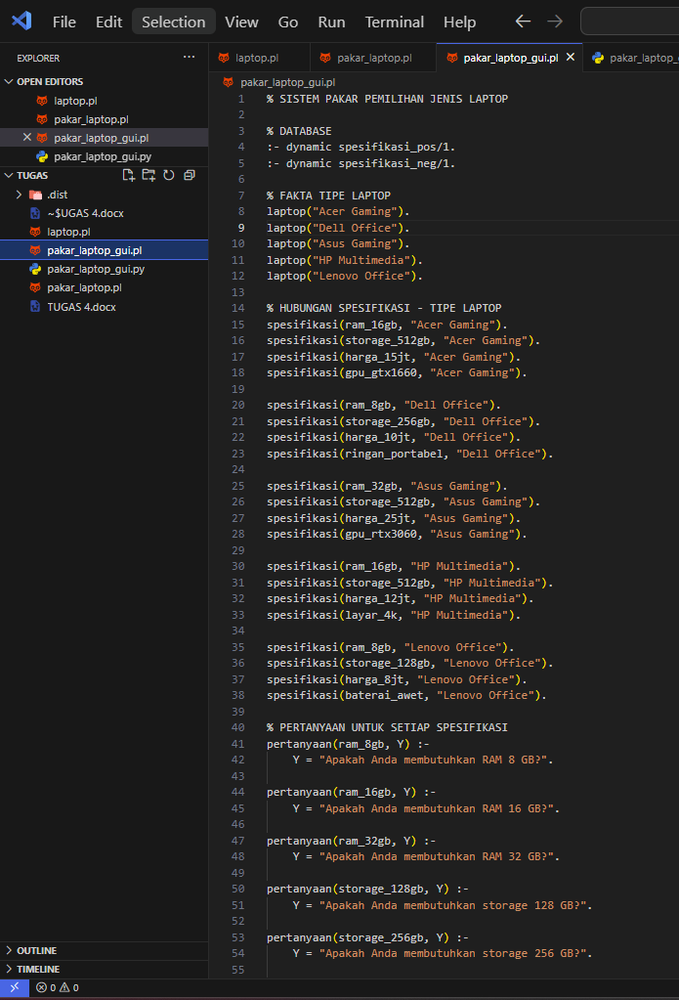 File Edit Selection View Go Run Terminal Help
EXPLORER
laptop.pl
pakar_laptop.pl
pakar_laptop_gui.pl
pakar_laptop_
OPEN EDITORS
laptop.pl
pakar_laptop.pl
pakar_laptop_gui.pl
pakar_laptop_gui.py
TUGAS
.dist
~$UGAS 4.docx
laptop.pl
pakar_laptop_gui.pl
pakar_laptop_gui.py
pakar_laptop.pl
TUGAS 4.docx
OUTLINE
TIMELINE
0 0
pakar_laptop_gui.pl
1 % SISTEM PAKAR PEMILIHAN JENIS LAPTOP
2
3 % DATABASE
4 :- dynamic spesifikasi_pos/1.
5 :- dynamic spesifikasi_neg/1.
6
7 % FAKTA TIPE LAPTOP
8 laptop("Acer Gaming").
9 laptop("Dell Office").
10 laptop("Asus Gaming").
11 laptop("HP Multimedia").
12 laptop("Lenovo Office").
13
14 % HUBUNGAN SPESIFIKASI - TIPE LAPTOP
15 spesifikasi(ram_16gb, "Acer Gaming").
16 spesifikasi(storage_512gb, "Acer Gaming").
17 spesifikasi(harga_15jt, "Acer Gaming").
18 spesifikasi(gpu_gtx1660, "Acer Gaming").
19
20 spesifikasi(ram_8gb, "Dell Office").
21 spesifikasi(storage_256gb, "Dell Office").
22 spesifikasi(harga_10jt, "Dell Office").
23 spesifikasi(ringan_portabel, "Dell Office").
24
25 spesifikasi(ram_32gb, "Asus Gaming").
26 spesifikasi(storage_512gb, "Asus Gaming").
27 spesifikasi(harga_25jt, "Asus Gaming").
28 spesifikasi(gpu_rtx3060, "Asus Gaming").
29
30 spesifikasi(ram_16gb, "HP Multimedia").
31 spesifikasi(storage_512gb, "HP Multimedia").
32 spesifikasi(harga_12jt, "HP Multimedia").
33 spesifikasi(layar_4k, "HP Multimedia").
34
35 spesifikasi(ram_8gb, "Lenovo Office").
36 spesifikasi(storage_128gb, "Lenovo Office").
37 spesifikasi(harga_8jt, "Lenovo Office").
38 spesifikasi(baterai_awet, "Lenovo Office").
39
40 % PERTANYAAN UNTUK SETIAP SPESIFIKASI
41 pertanyaan(ram_8gb, Y) :-
42 Y = "Apakah Anda membutuhkan RAM 8 GB?".
43
44 pertanyaan(ram_16gb, Y) :-
45 Y = "Apakah Anda membutuhkan RAM 16 GB?".
46
47 pertanyaan(ram_32gb, Y) :-
48 Y = "Apakah Anda membutuhkan RAM 32 GB?".
49
50 pertanyaan(storage_128gb, Y) :-
51 Y = "Apakah Anda membutuhkan storage 128 GB?".
52
53 pertanyaan(storage_256gb, Y) :-
54 Y = "Apakah Anda membutuhkan storage 256 GB?".
55